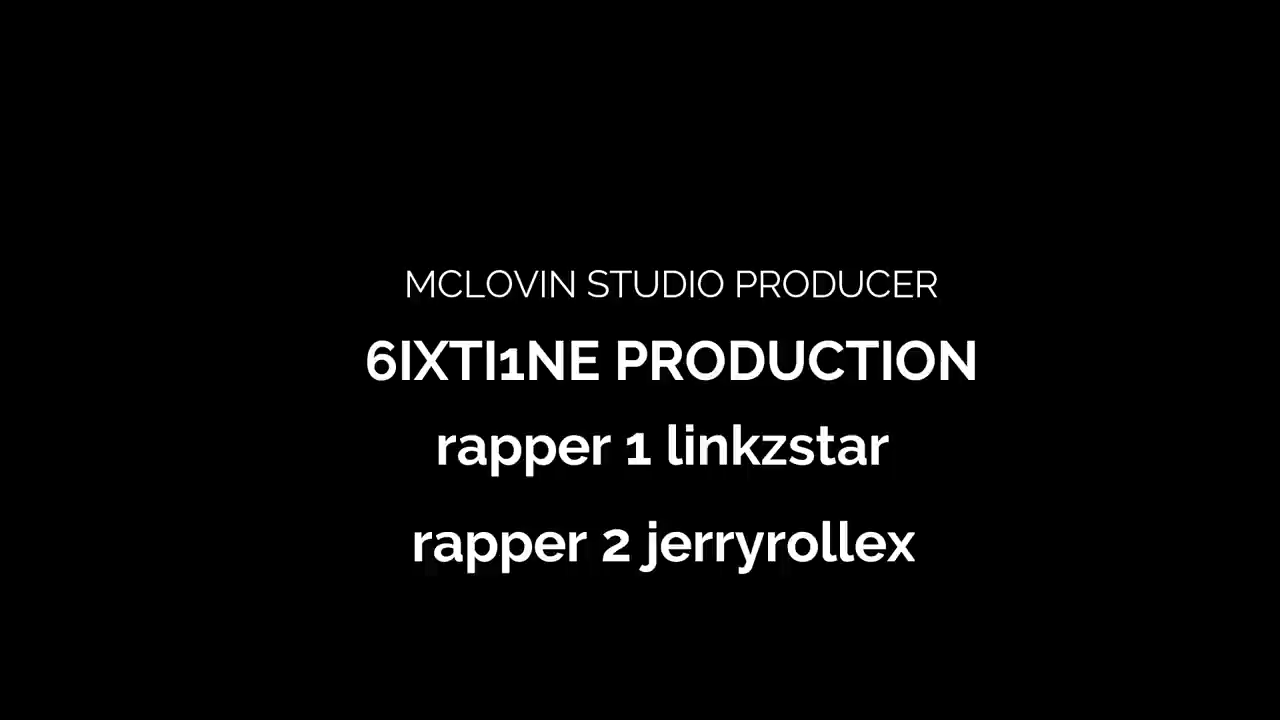 MCLOVIN STUDIO PRODUCER
6IXTI1NE PRODUCTION
rapper 1 linkzstar
rapper 2 jerryrollex